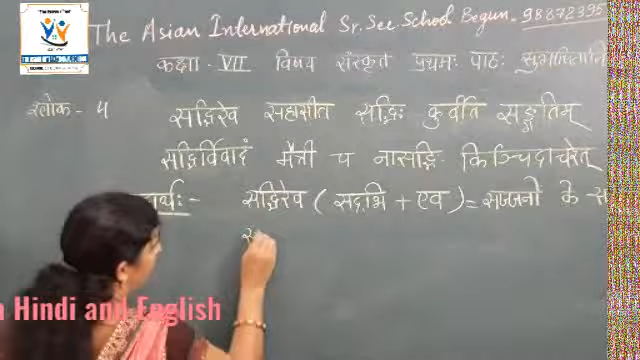 The Asian International Sr. Sec. School Begun. 98872395
कक्षा - VII विषय संस्कृत प्रथमः पाठः सुभाषितानि
श्लोक - 4 सद्भिरेव सहासीत सद्भिः कुर्वीत सङ्गतिम्
सद्भिर्विवादं मैत्री च नासद्भिः किञ्चिदाचरेत्
सद्भिरेव ( सद्भि + एव ) = सज्जनों के
n Hindi and English